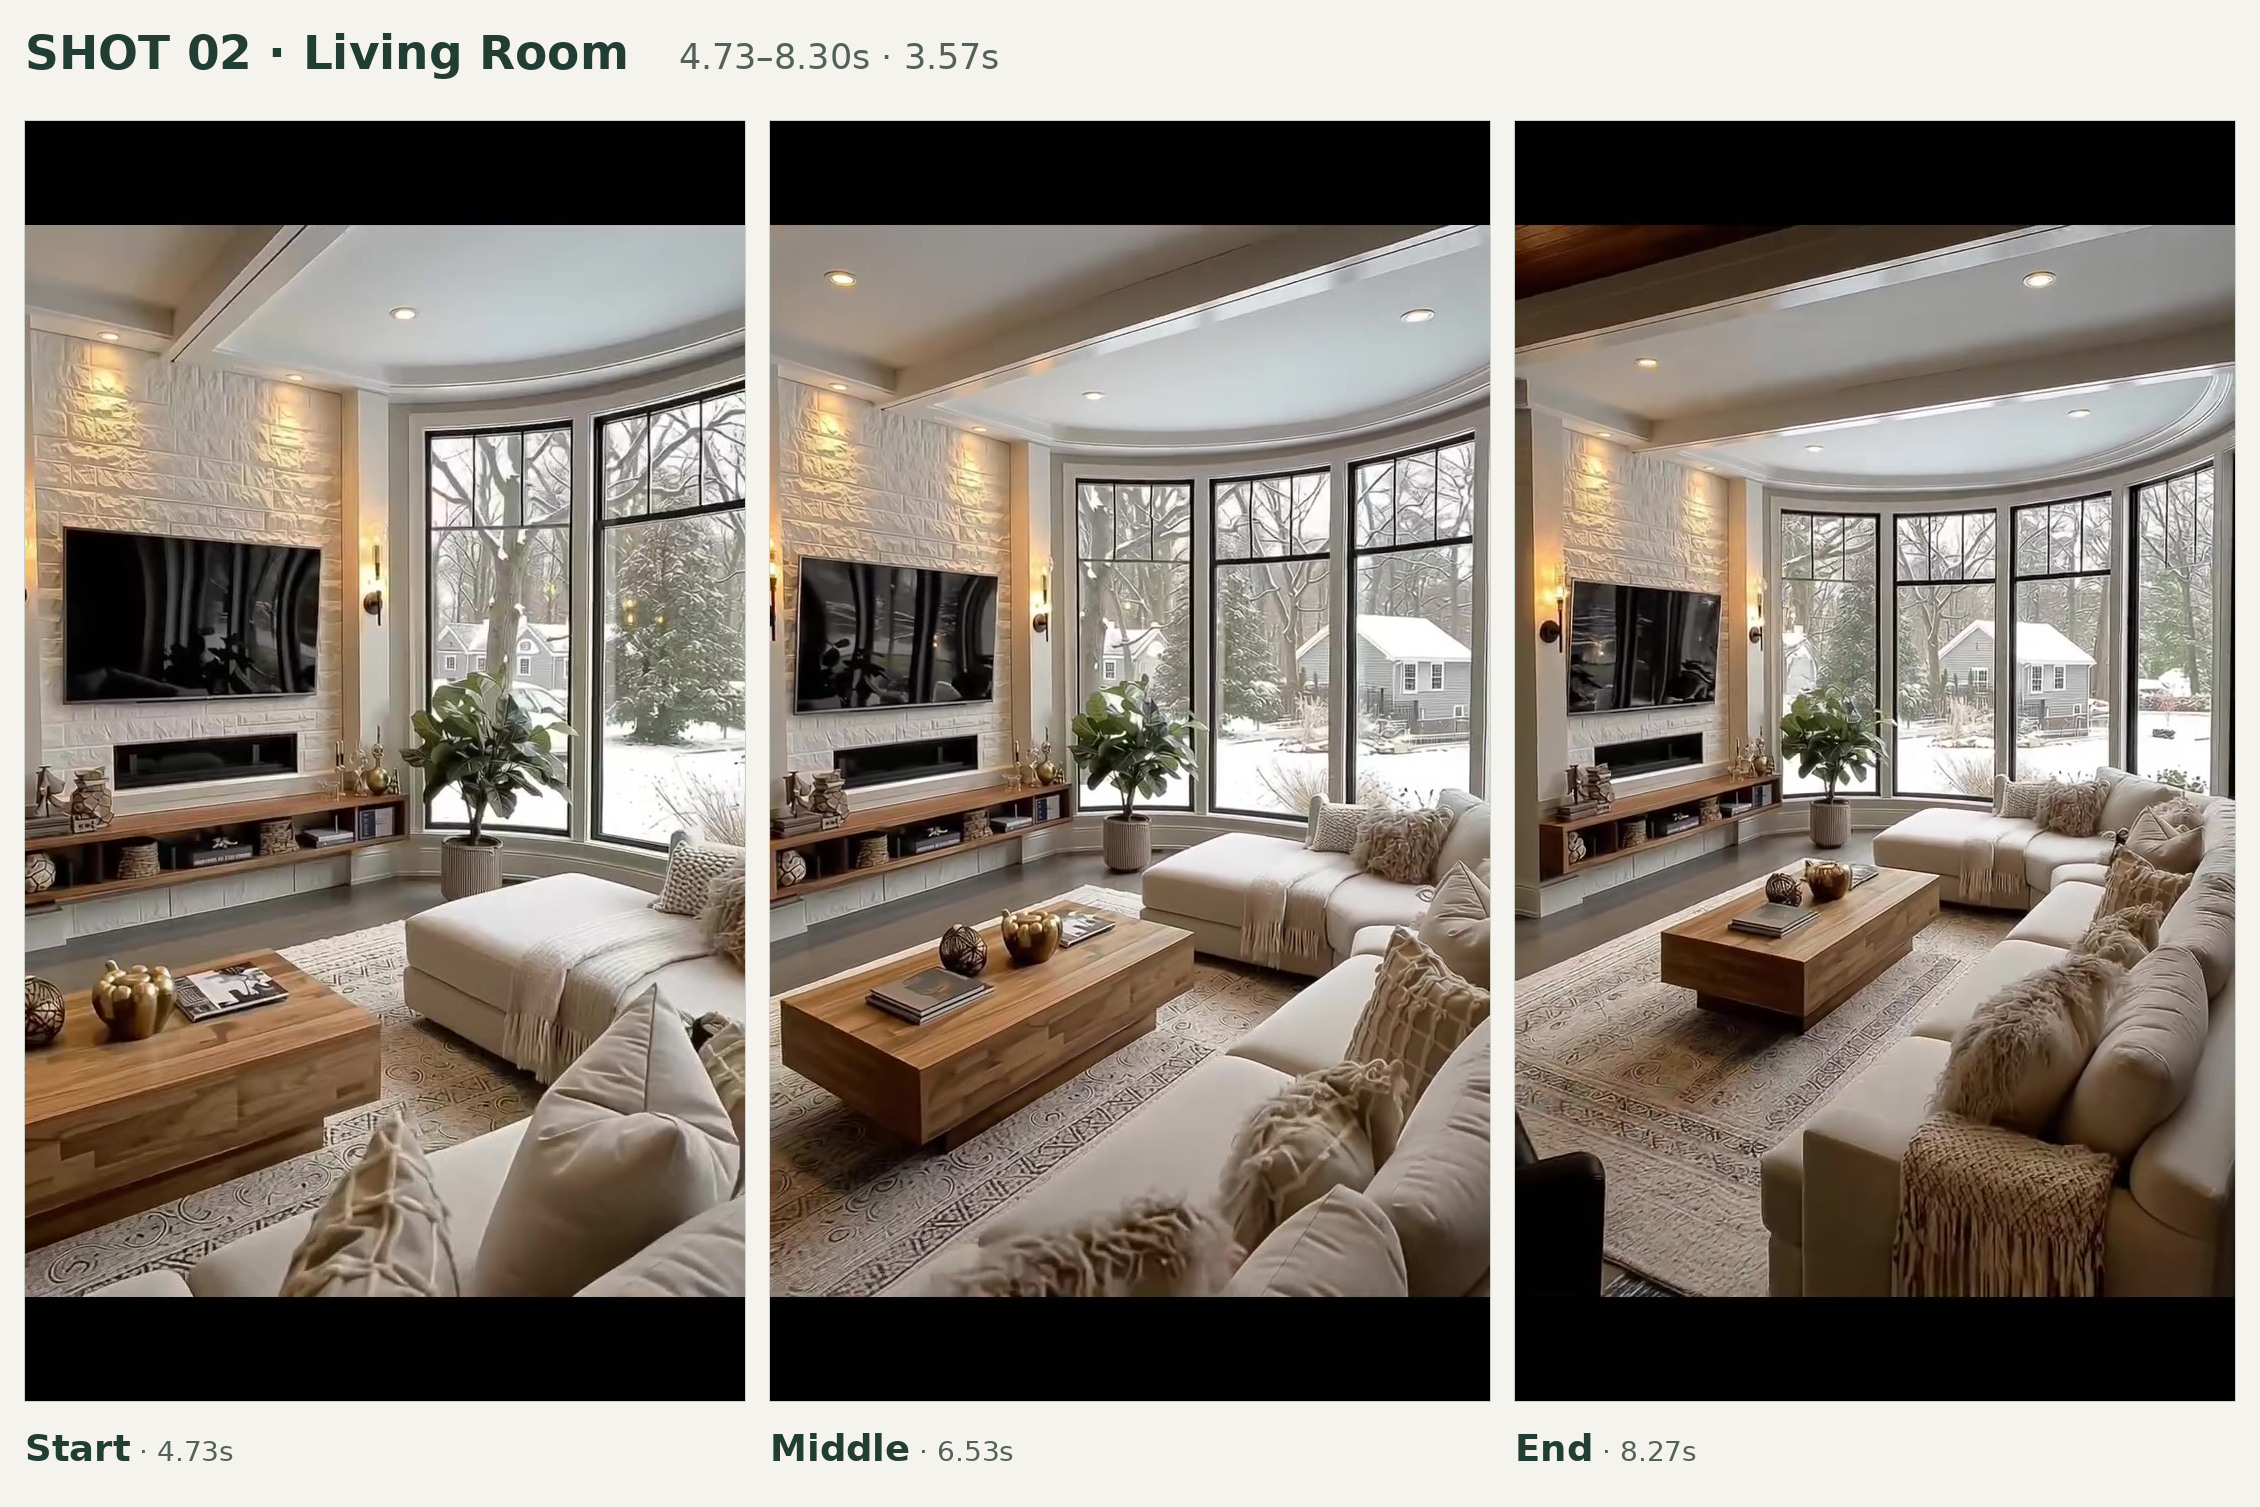 SHOT 02 · Living Room 4.73–8.30s · 3.57s
Start · 4.73s
Middle · 6.53s
End · 8.27s